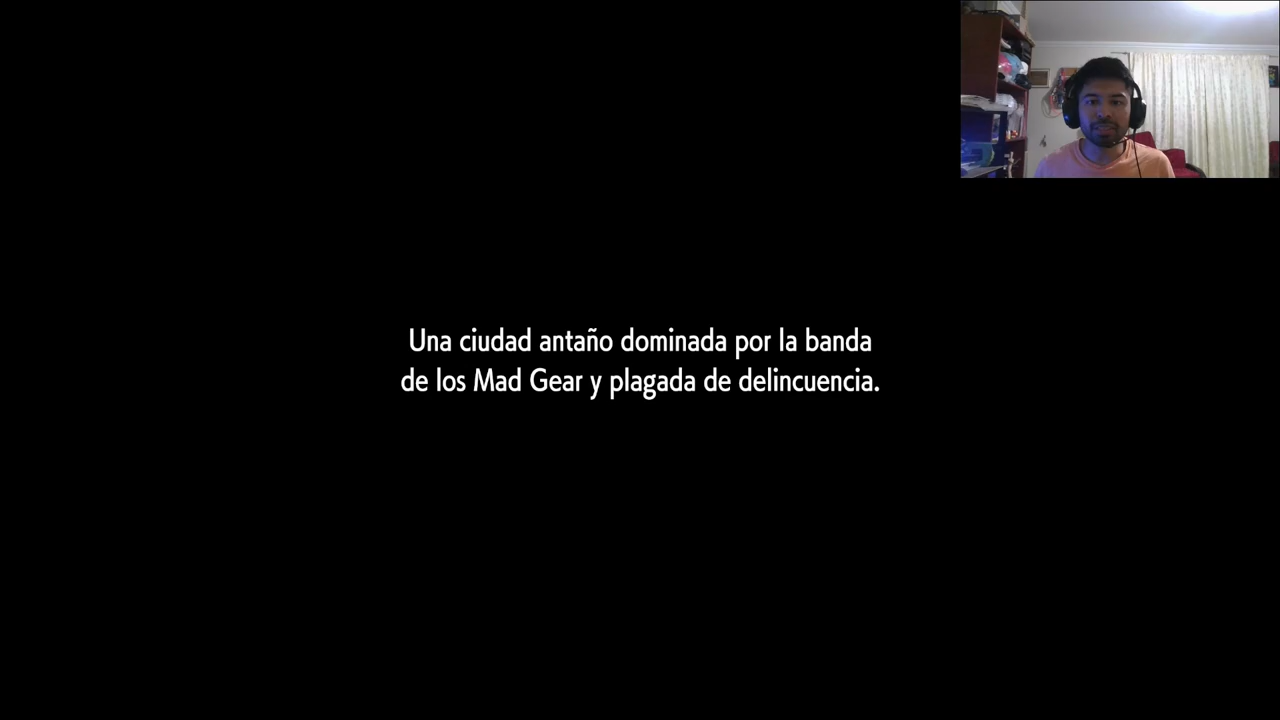 Una ciudad antaño dominada por la banda
de los Mad Gear y plagada de delincuencia.